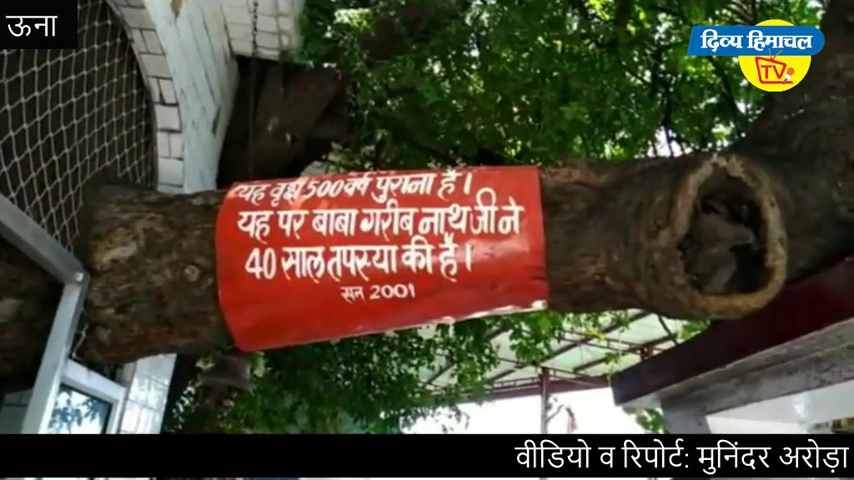 ऊना
दिव्य हिमाचल
TV
यह वृक्ष 500 वर्ष पुराना है।
यह पर बाबा गरीब नाथ जी ने
40 साल तपस्या की है।
सन 2001
वीडियो व रिपोर्ट: मुनिंदर अरोड़ा